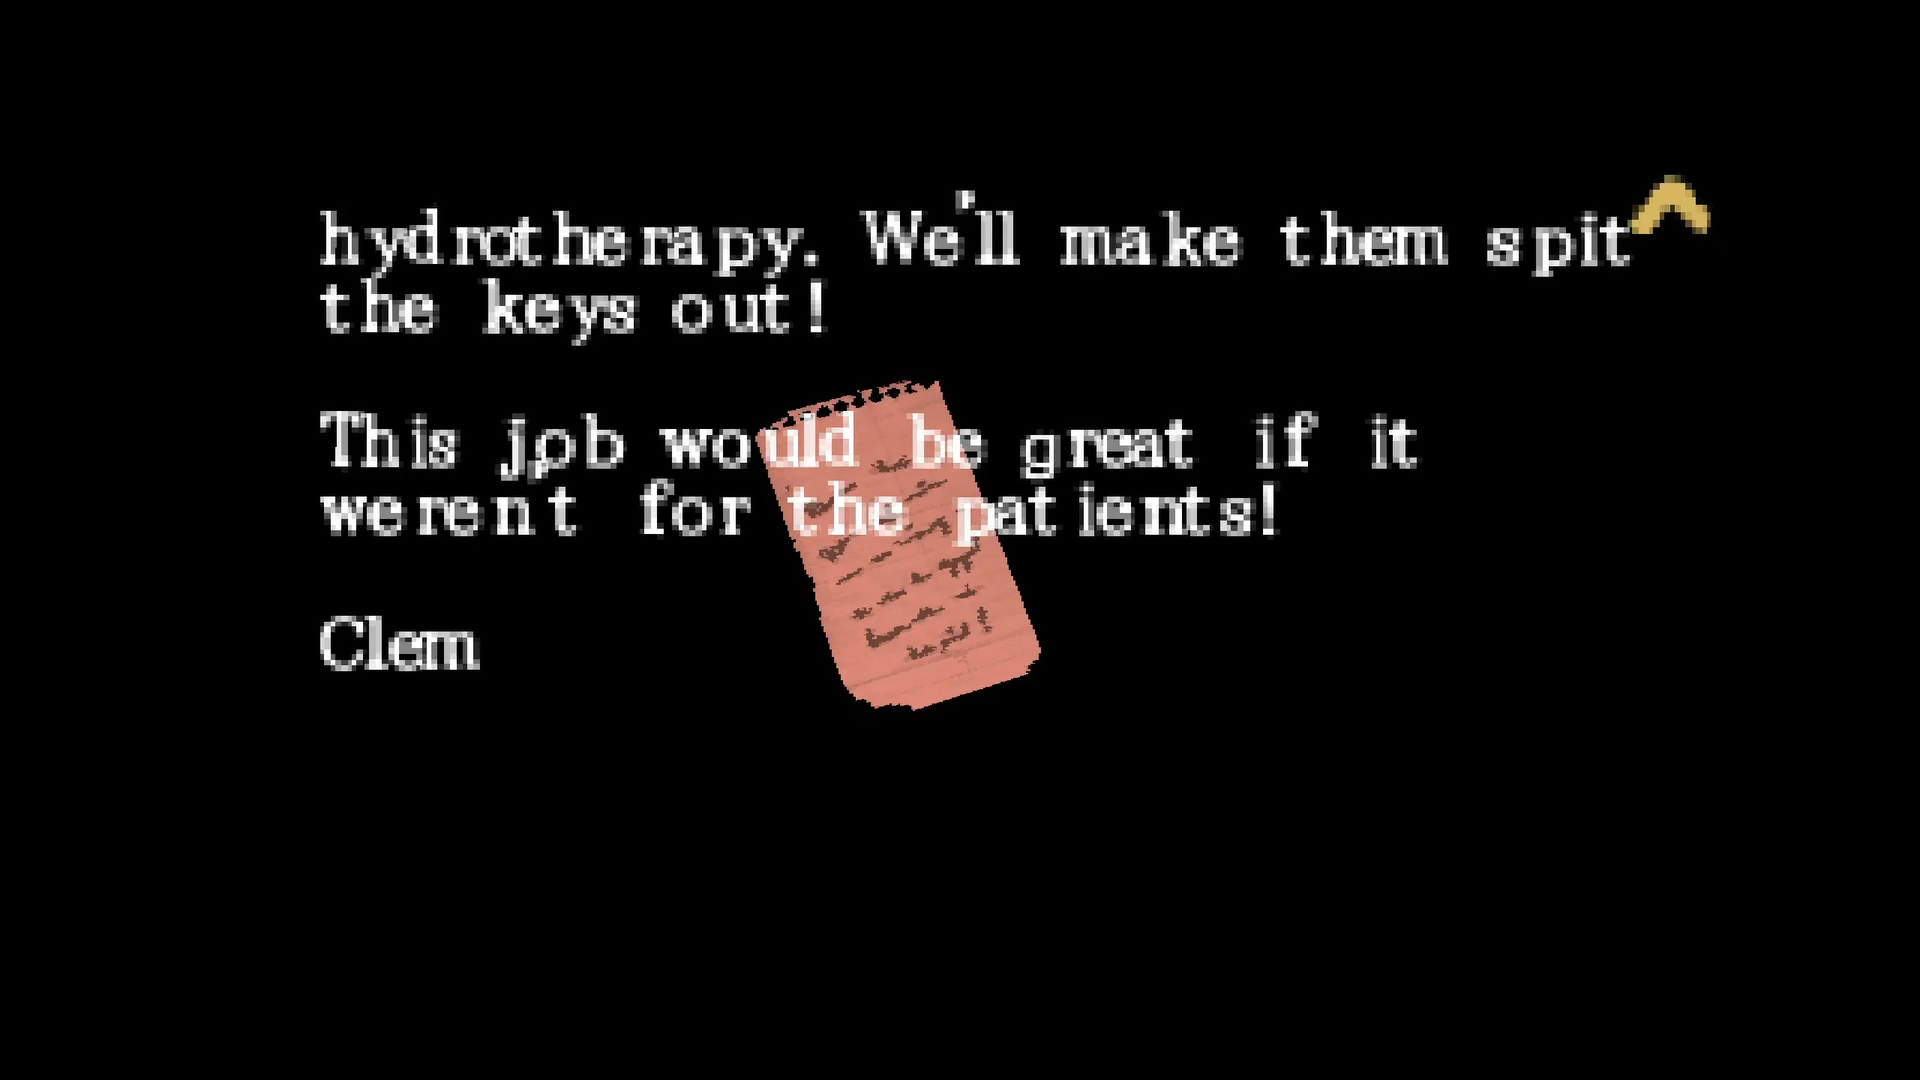 hydrotherapy. We'll make them spit
the keys out!
This job would be great if it
werent for the patients!
Clem